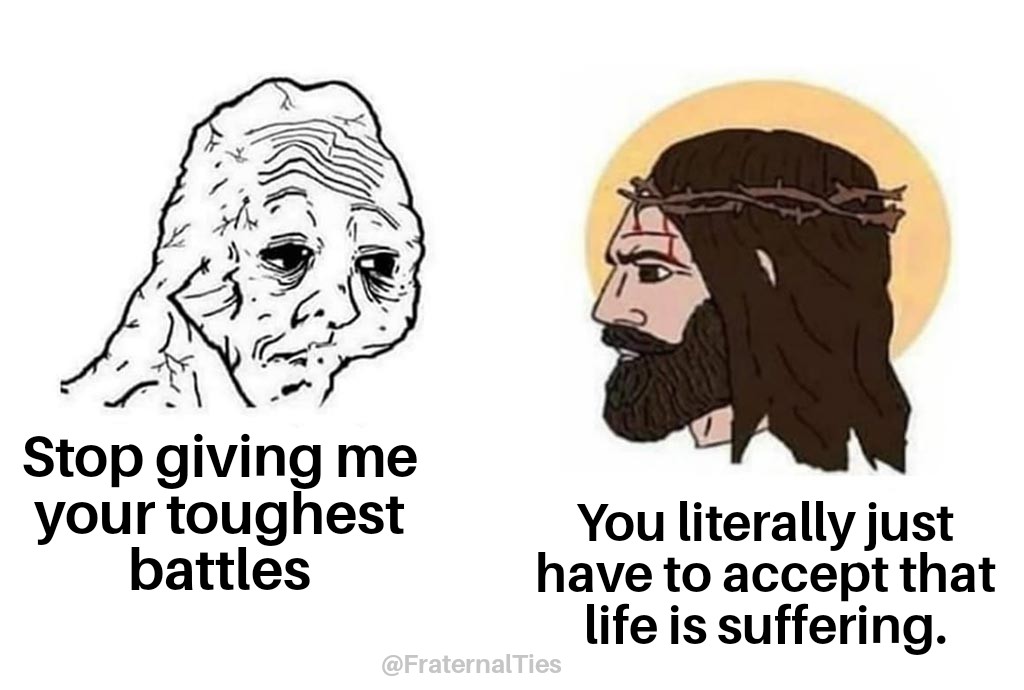 Stop giving me
your toughest
battles
You literally just
have to accept that
life is suffering.
@FraternalTies